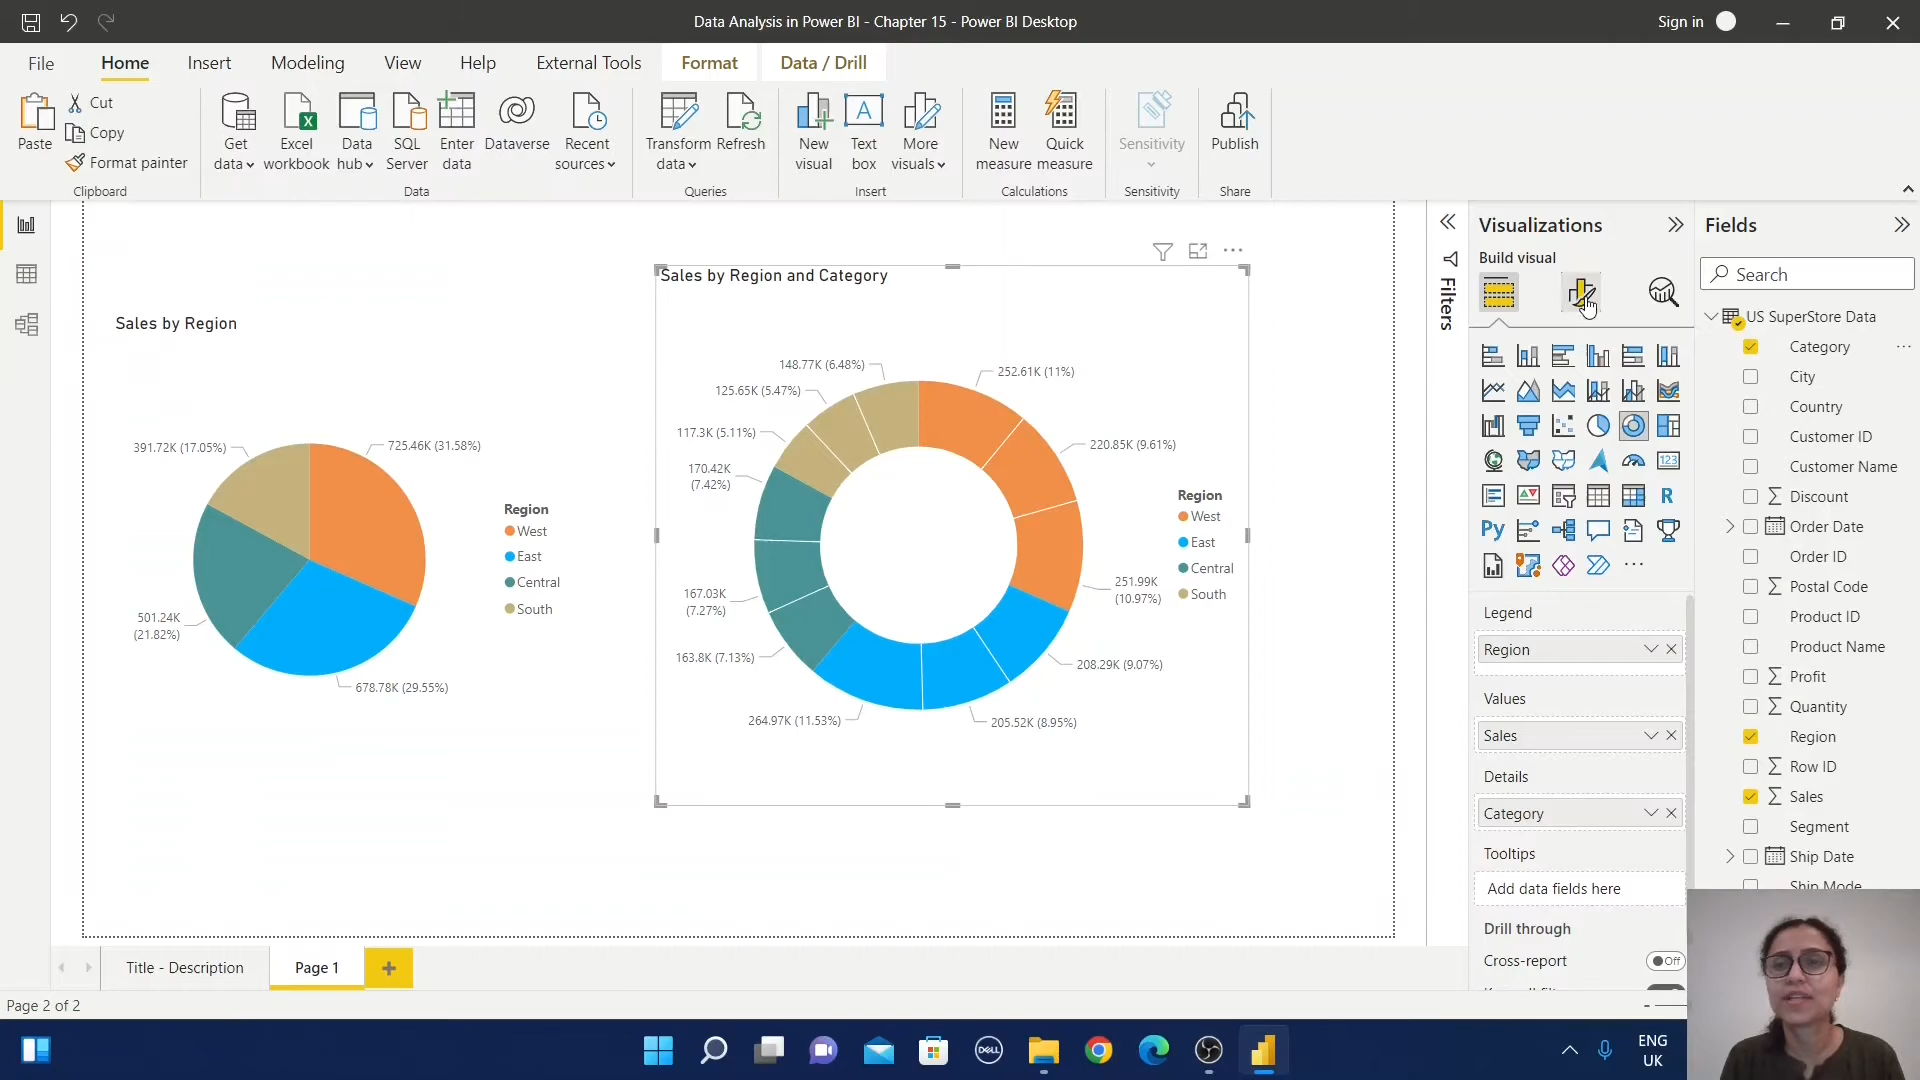 Data Analysis in Power BI - Chapter 15 - Power BI Desktop
Sign in
File
Home
Insert
Modeling
View
Help
External Tools
Format
Data / Drill
Paste
Cut
Copy
Format painter
Clipboard
Get data
Excel workbook
Data hub
SQL Server
Enter data
Dataverse
Recent sources
Data
Transform data
Refresh
Queries
New visual
Text box
More visuals
Insert
New measure
Quick measure
Calculations
Sensitivity
Sensitivity
Publish
Share
Sales by Region
391.72K (17.05%)
725.46K (31.58%)
501.24K
(21.82%)
678.78K (29.55%)
Region
West
East
Central
South
Sales by Region and Category
148.77K (6.48%)
252.61K (11%)
125.65K (5.47%)
117.3K (5.11%)
220.85K (9.61%)
170.42K
(7.42%)
167.03K
(7.27%)
251.99K
(10.97%)
163.8K (7.13%)
208.29K (9.07%)
264.97K (11.53%)
205.52K (8.95%)
Region
West
East
Central
South
Filters
Visualizations
Build visual
123
R
Py
Legend
Region
Values
Sales
Details
Category
Tooltips
Add data fields here
Drill through
Cross-report
Off
Fields
Search
US SuperStore Data
Category
City
Country
Customer ID
Customer Name
Discount
Order Date
Order ID
Postal Code
Product ID
Product Name
Profit
Quantity
Region
Row ID
Sales
Segment
Ship Date
Ship Mode
Title - Description
Page 1
Page 2 of 2
DELL
ENG
UK